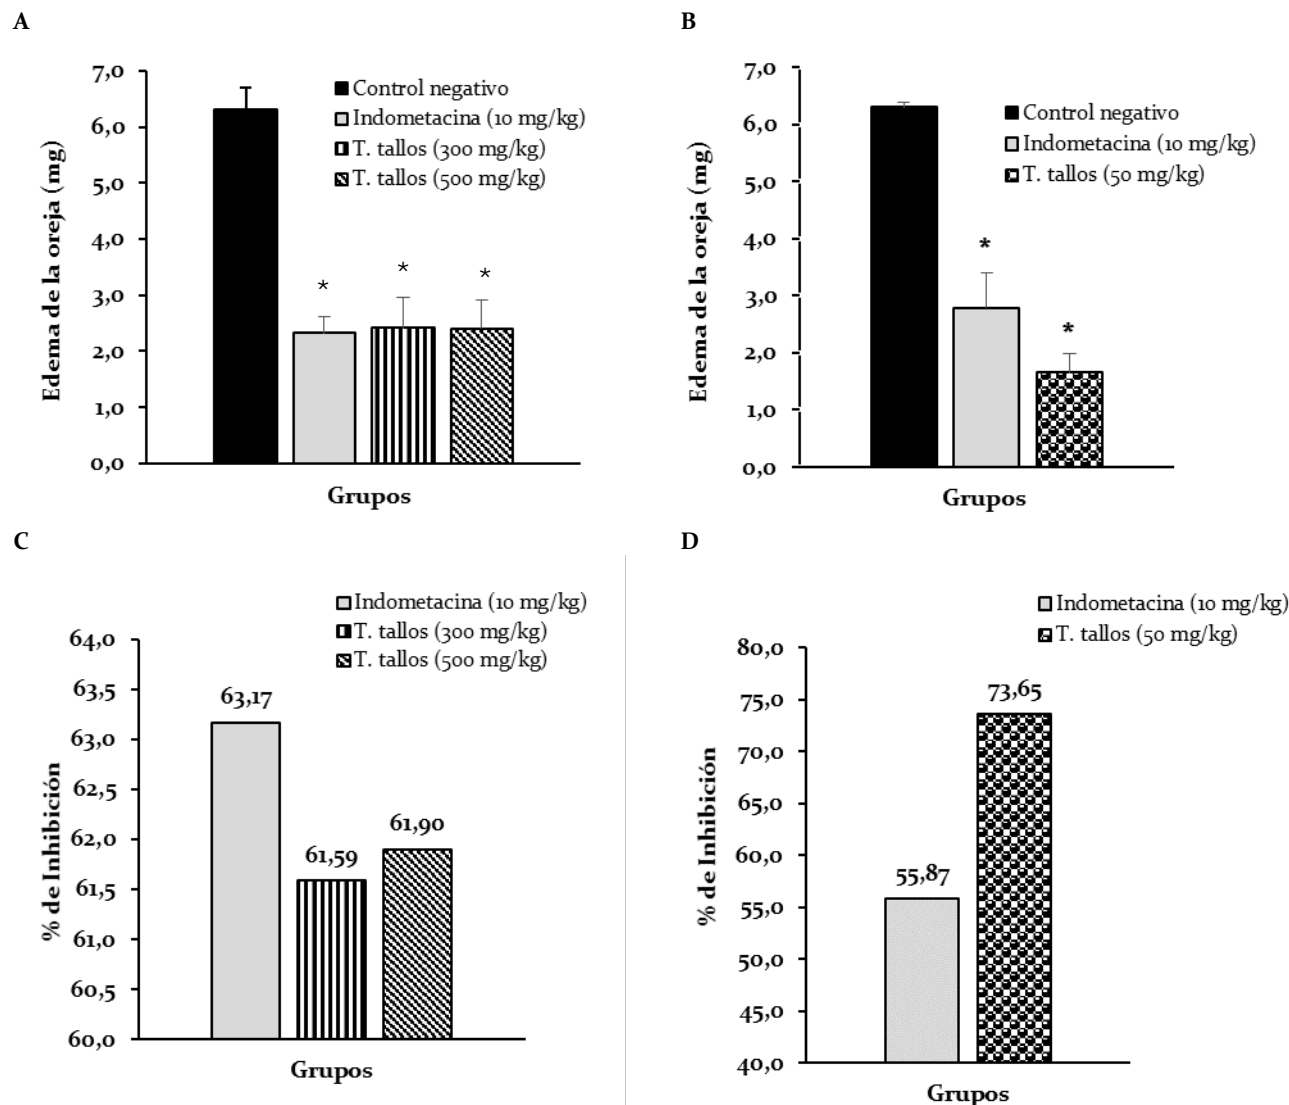 A
7,0
6,0
5,0
4,0
3,0
2,0
1,0
0,0
Edema de la oreja (mg)
Control negativo
Indometacina (10 mg/kg)
T. tallos (300 mg/kg)
T. tallos (500 mg/kg)
*
*
*
Grupos
B
7,0
6,0
5,0
4,0
3,0
2,0
1,0
0,0
Edema de la oreja (mg)
Control negativo
Indometacina (10 mg/kg)
T. tallos (50 mg/kg)
*
*
Grupos
C
Indometacina (10 mg/kg)
T. tallos (300 mg/kg)
T. tallos (500 mg/kg)
64,0
63,5
63,0
62,5
62,0
61,5
61,0
60,5
60,0
% de Inhibición
63,17
61,59
61,90
Grupos
D
Indometacina (10 mg/kg)
T. tallos (50 mg/kg)
80,0
75,0
70,0
65,0
60,0
55,0
50,0
45,0
40,0
% de Inhibición
55,87
73,65
Grupos